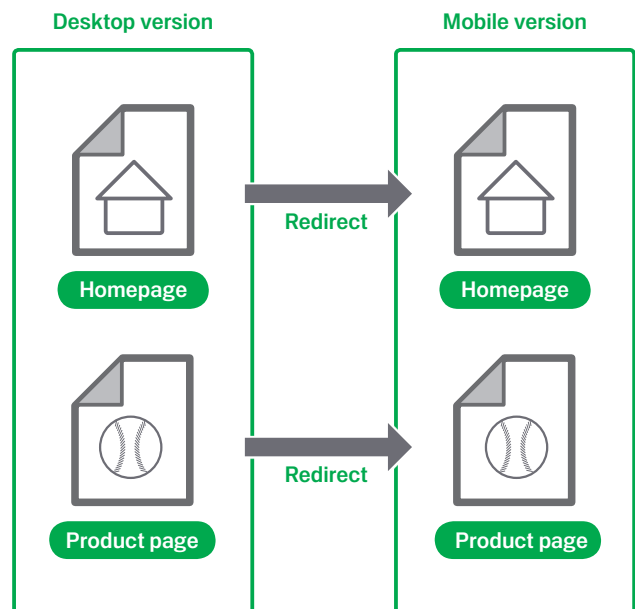 Desktop version
Mobile version
Redirect
Homepage
Homepage
Redirect
Product page
Product page